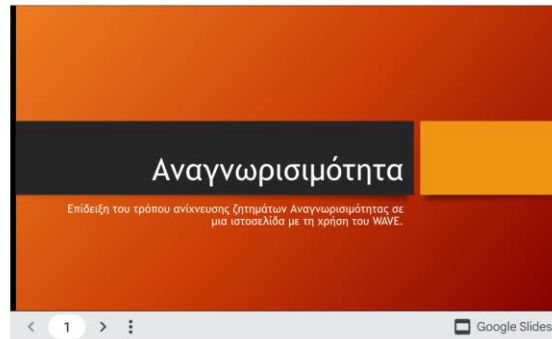 Αναγνωρισιμότητα
Επίδειξη του τρόπου ανίχνευσης ζητημάτων Αναγνωρισιμότητας σε
μια ιστοσελίδα με τη χρήση του WAVE.
1
Google Slides